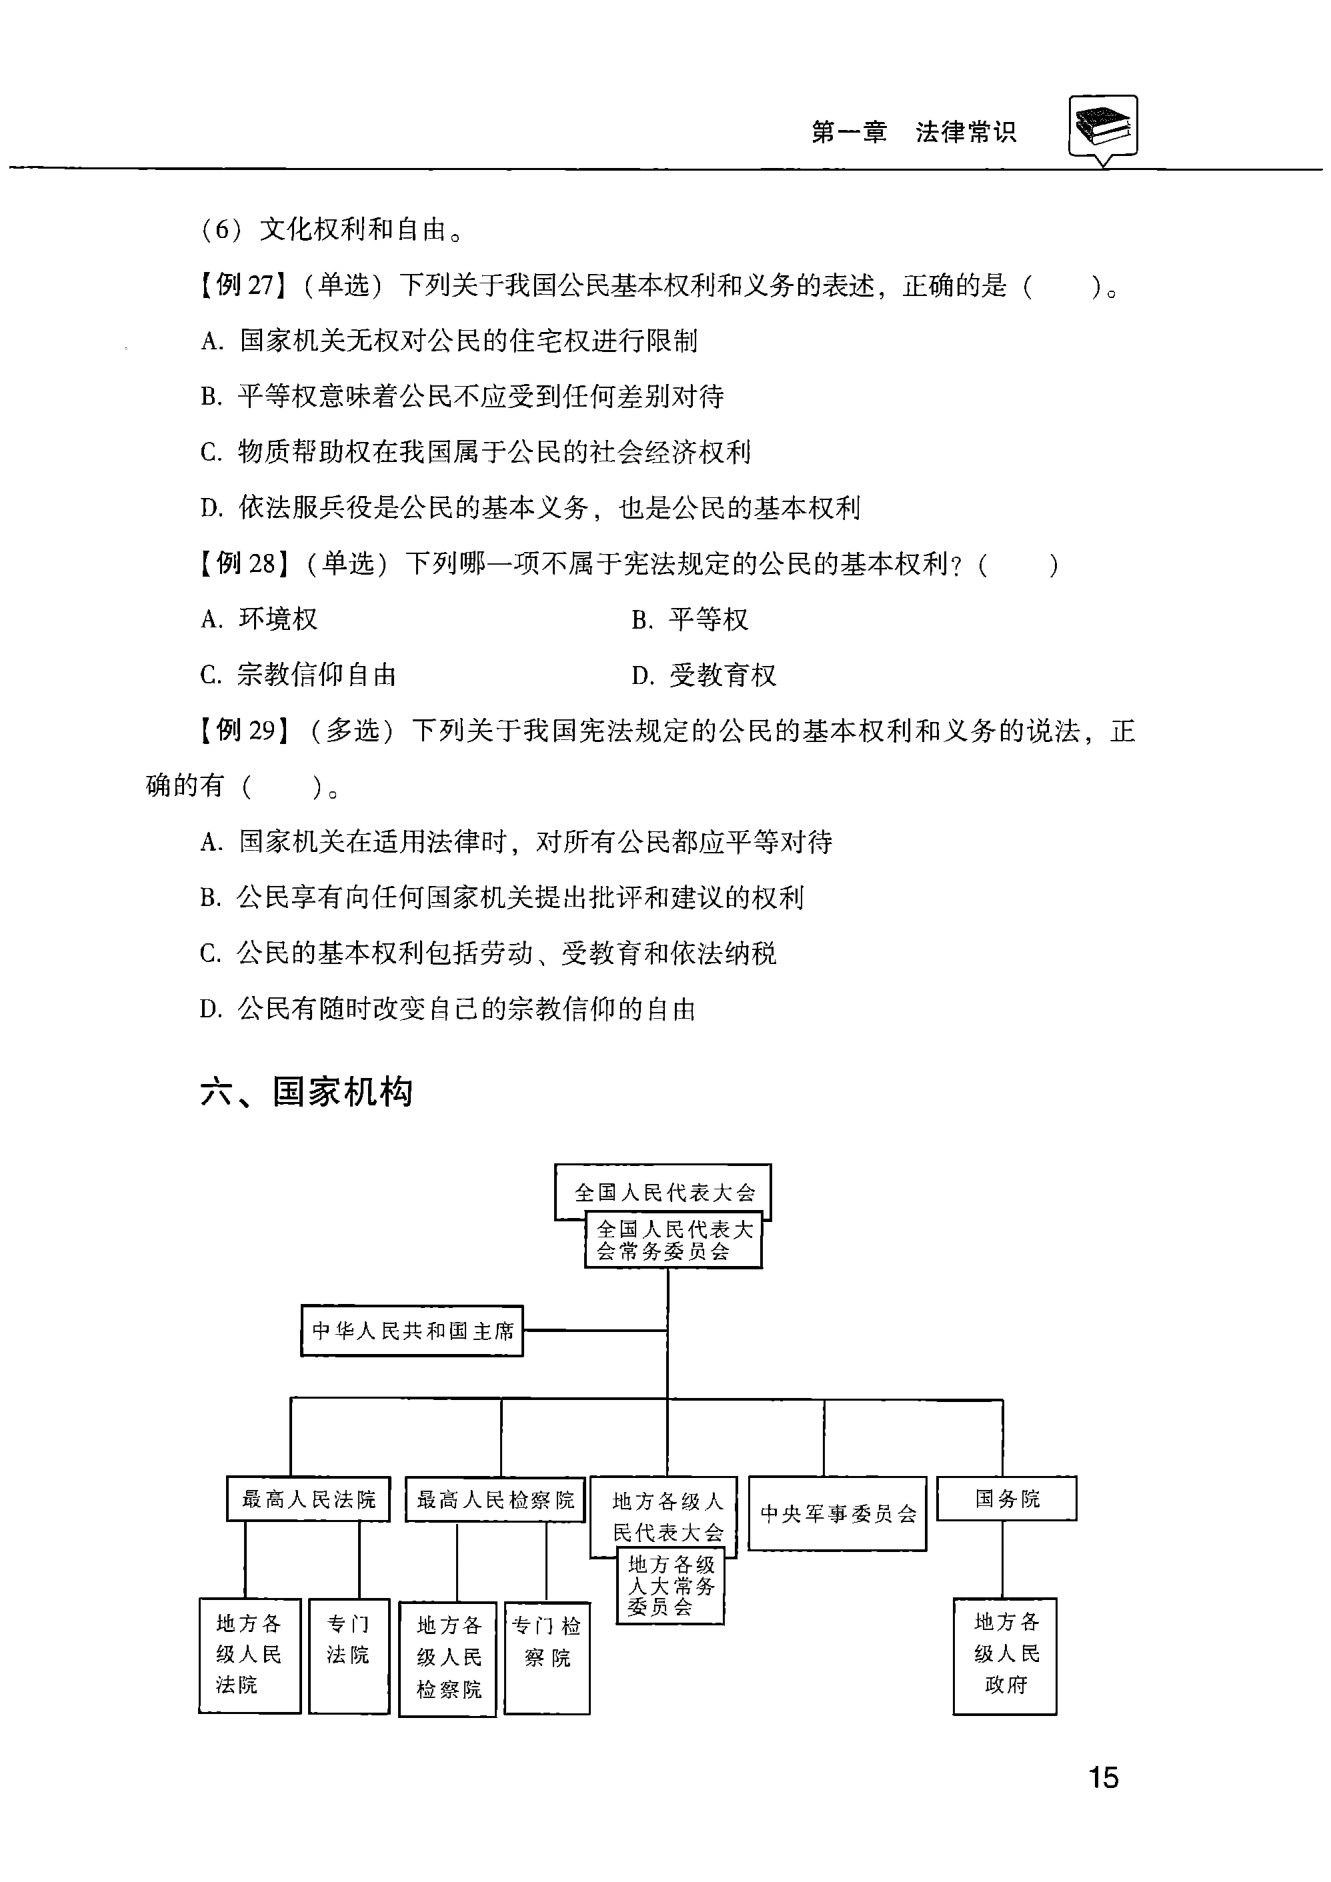 第一章 法律常识
（6）文化权利和自由。
【例 27】（单选）下列关于我国公民基本权利和义务的表述，正确的是（  ）。
A. 国家机关无权对公民的住宅权进行限制
B. 平等权意味着公民不应受到任何差别对待
C. 物质帮助权在我国属于公民的社会经济权利
D. 依法服兵役是公民的基本义务，也是公民的基本权利
【例 28】（单选）下列哪一项不属于宪法规定的公民的基本权利？（  ）
A. 环境权 B. 平等权
C. 宗教信仰自由 D. 受教育权
【例 29】（多选）下列关于我国宪法规定的公民的基本权利和义务的说法，正
确的有（  ）。
A. 国家机关在适用法律时，对所有公民都应平等对待
B. 公民享有向任何国家机关提出批评和建议的权利
C. 公民的基本权利包括劳动、受教育和依法纳税
D. 公民有随时改变自己的宗教信仰的自由
六、国家机构
全国人民代表大会
全国人民代表大
会常务委员会
中华人民共和国主席
最高人民法院
最高人民检察院
地方各级人
民代表大会
地方各级
人大常务
委员会
中央军事委员会
国务院
地方各
级人民
法院
专门
法院
地方各
级人民
检察院
专门检
察院
地方各
级人民
政府
15